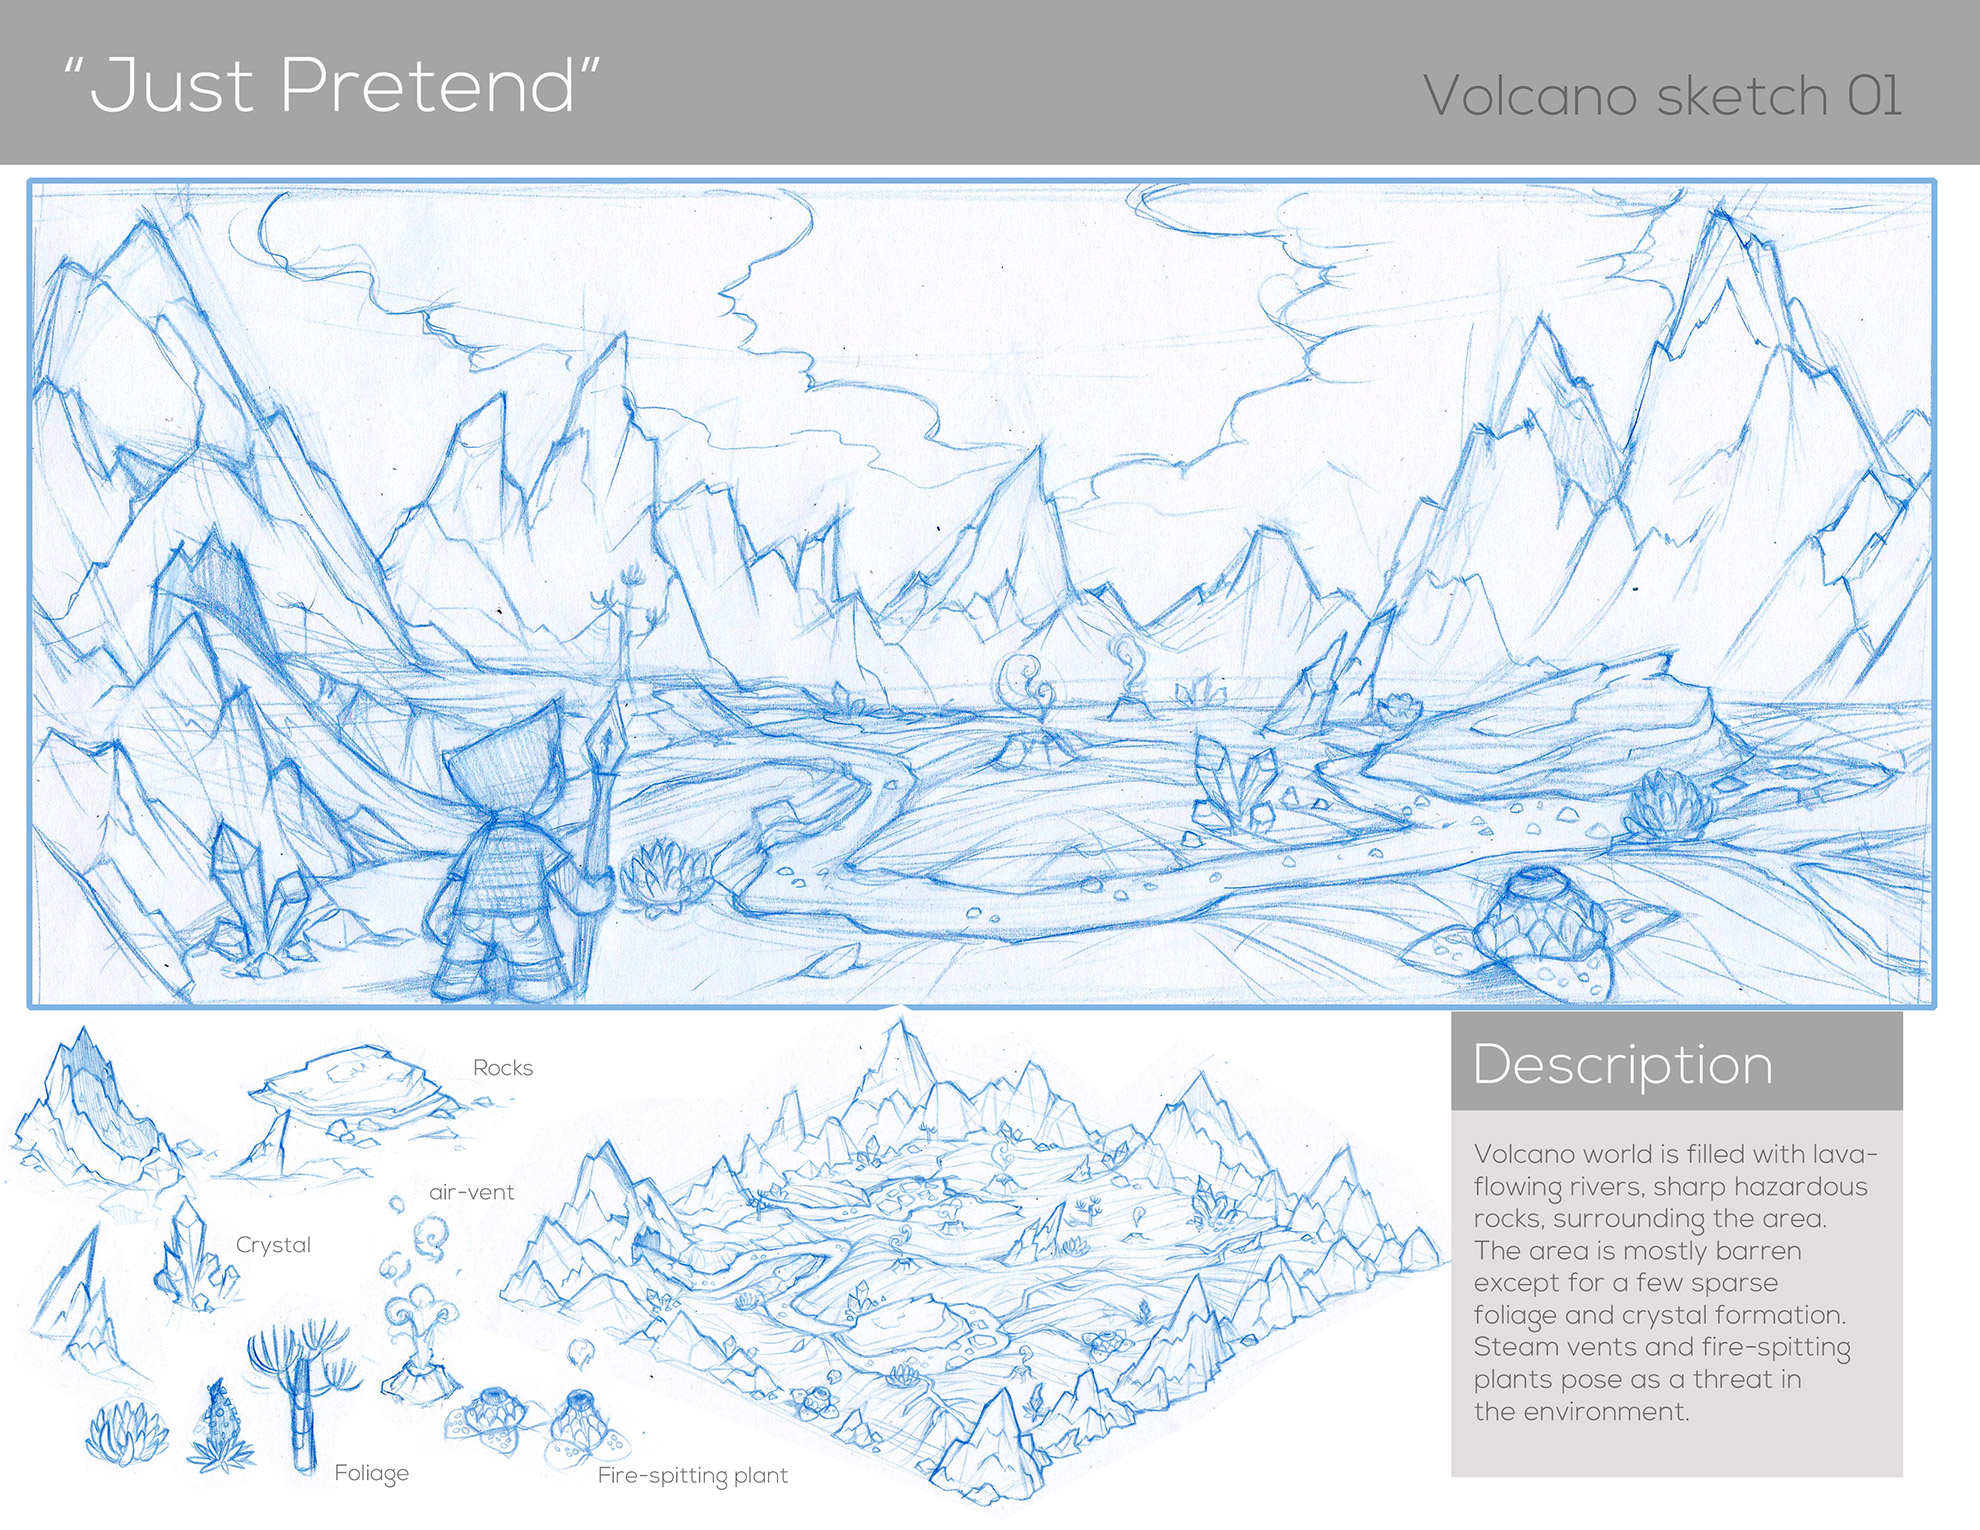 “Just Pretend”
Volcano sketch 01
Rocks
air-vent
Crystal
Foliage
Fire-spitting plant
Description
Volcano world is filled with lava-
flowing rivers, sharp hazardous
rocks, surrounding the area.
The area is mostly barren
except for a few sparse
foliage and crystal formation.
Steam vents and fire-spitting
plants pose as a threat in
the environment.